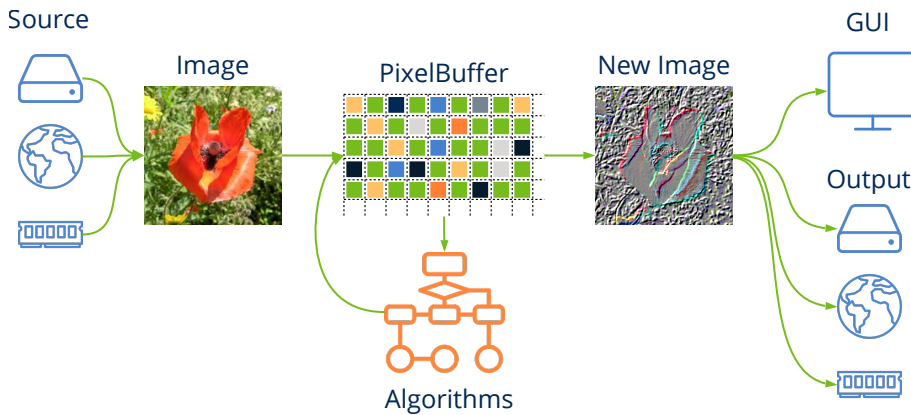 Source
GUI
Image
PixelBuffer
New Image
Output
Algorithms